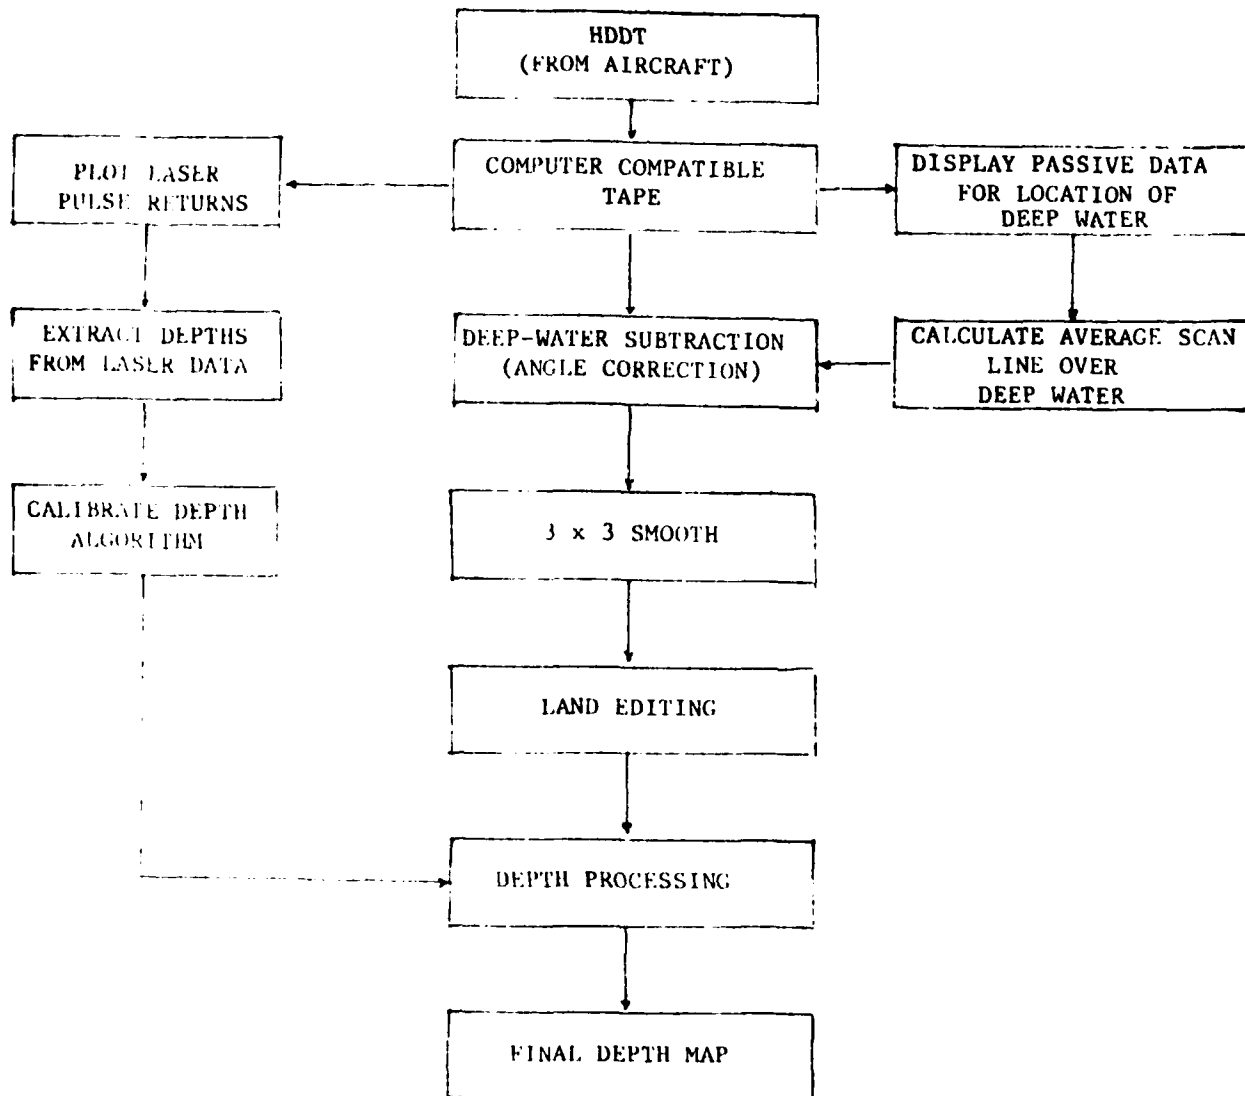 HDDT
(FROM AIRCRAFT)
PLOT LASER
PULSE RETURNS
COMPUTER COMPATIBLE
TAPE
DISPLAY PASSIVE DATA
FOR LOCATION OF
DEEP WATER
EXTRACT DEPTHS
FROM LASER DATA
DEEP-WATER SUBTRACTION
(ANGLE CORRECTION)
CALCULATE AVERAGE SCAN
LINE OVER
DEEP WATER
CALIBRATE DEPTH
ALGORITHM
3 x 3 SMOOTH
LAND EDITING
DEPTH PROCESSING
FINAL DEPTH MAP